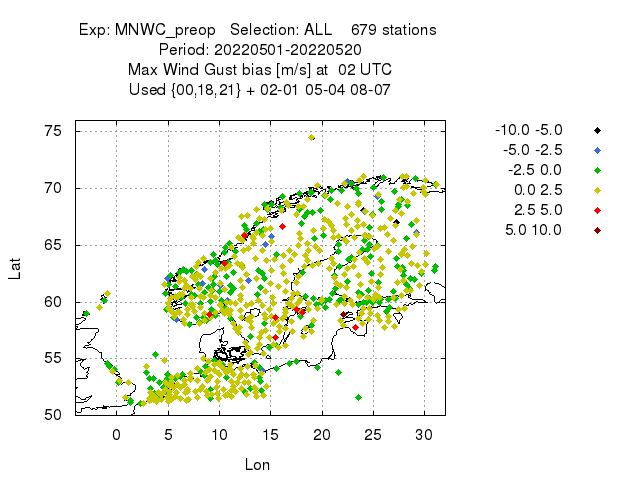 Exp: MNWC_preop   Selection: ALL    679 stations
Period: 20220501-20220520
Max Wind Gust bias [m/s] at  02 UTC
Used {00,18,21} + 02-01 05-04 08-07
-10.0 -5.0
-5.0 -2.5
-2.5 0.0
0.0 2.5
2.5 5.0
5.0 10.0
75
70
65
60
55
50
Lat
0 5 10 15 20 25 30
Lon